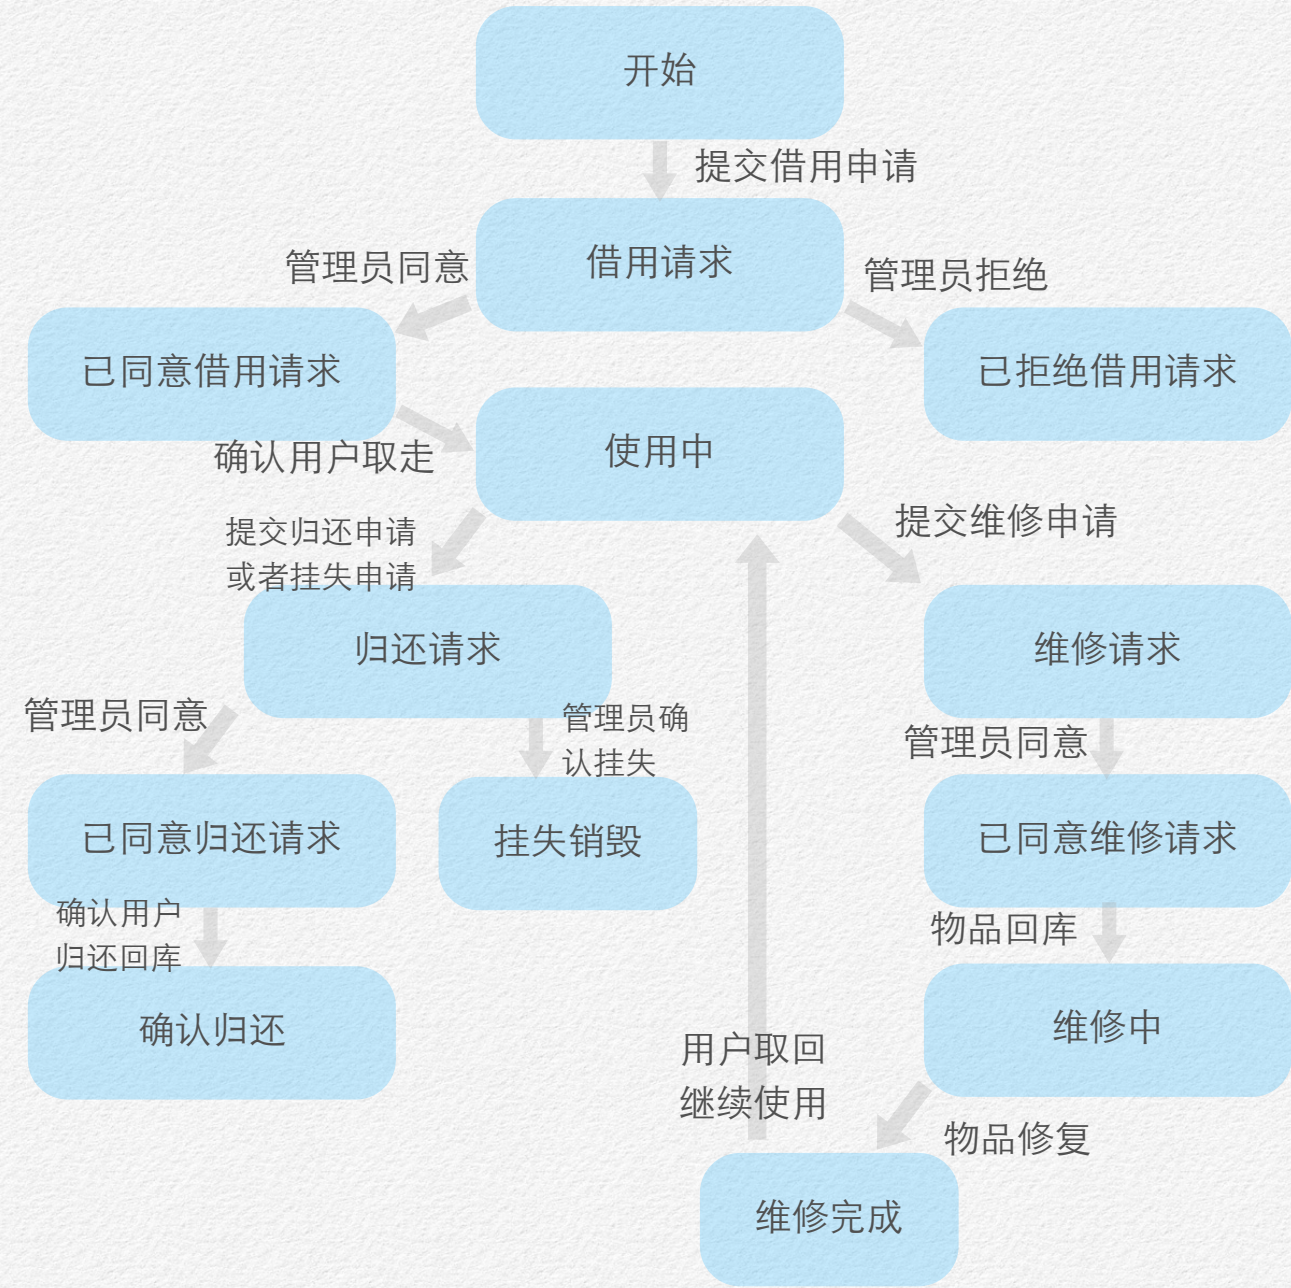 开始
提交借用申请
借用请求
管理员同意
管理员拒绝
已同意借用请求
已拒绝借用请求
确认用户取走
使用中
提交归还申请
或者挂失申请
提交维修申请
归还请求
维修请求
管理员同意
管理员确
认挂失
管理员同意
已同意归还请求
挂失销毁
已同意维修请求
确认用户
归还回库
物品回库
确认归还
维修中
用户取回
继续使用
物品修复
维修完成